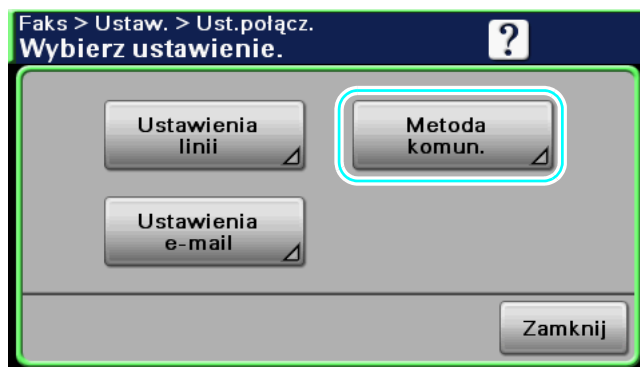 Faks > Ustaw. > Ust.połącz.
Wybierz ustawienie.
?
Ustawienia
linii
Metoda
komun.
Ustawienia
e-mail
Zamknij